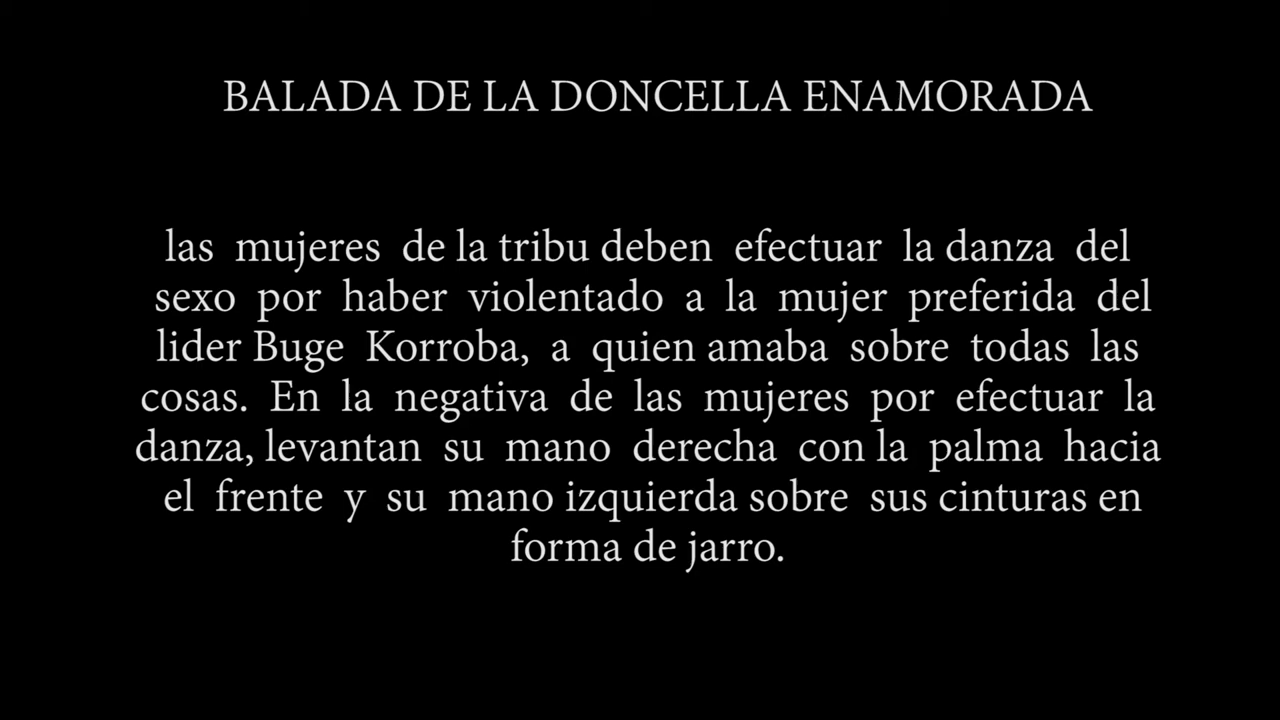 BALADA DE LA DONCELLA ENAMORADA
las mujeres de la tribu deben efectuar la danza del
sexo por haber violentado a la mujer preferida del
lider Buge Korroba, a quien amaba sobre todas las
cosas. En la negativa de las mujeres por efectuar la
danza, levantan su mano derecha con la palma hacia
el frente y su mano izquierda sobre sus cinturas en
forma de jarro.